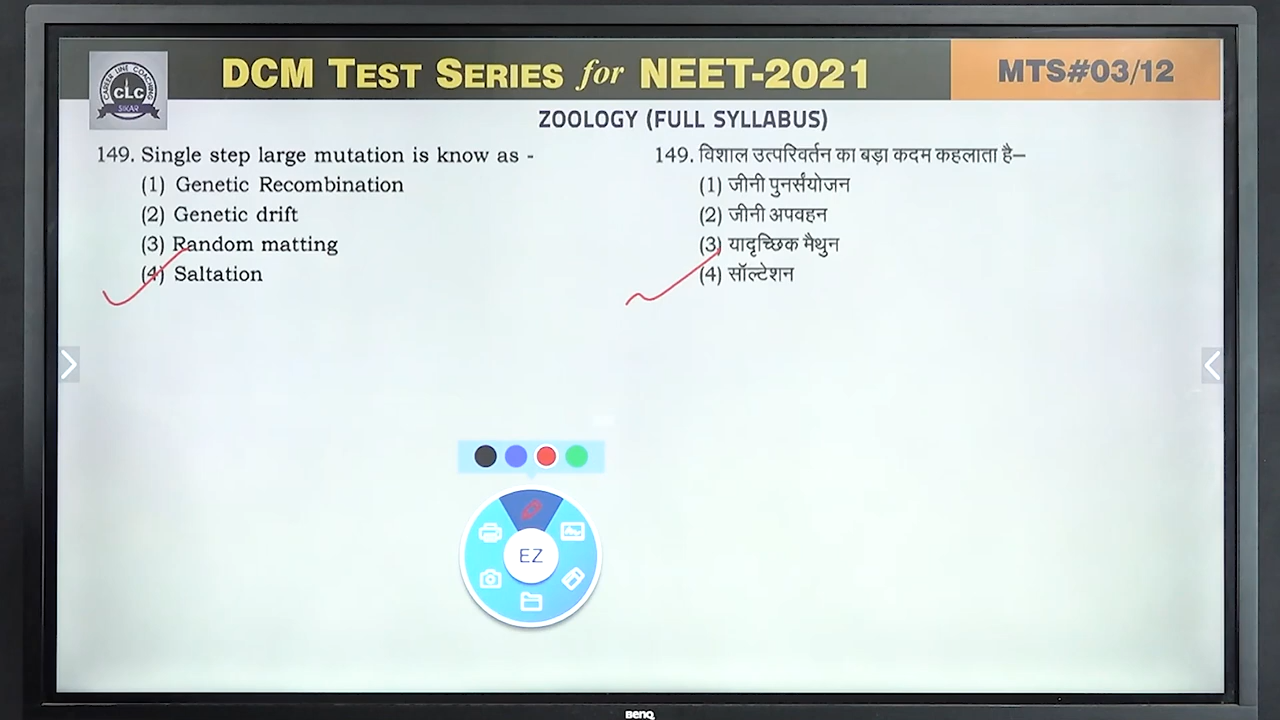 CAREER LINE COACHING
CLC
SIKAR
DCM TEST SERIES for NEET-2021
MTS#03/12
ZOOLOGY (FULL SYLLABUS)
149. Single step large mutation is know as -
(1) Genetic Recombination
(2) Genetic drift
(3) Random matting
(4) Saltation
149. विशाल उत्परिवर्तन का बड़ा कदम कहलाता है–
(1) जीनी पुनर्संयोजन
(2) जीनी अपवहन
(3) यादृच्छिक मैथुन
(4) सॉल्टेशन
EZ
BenQ